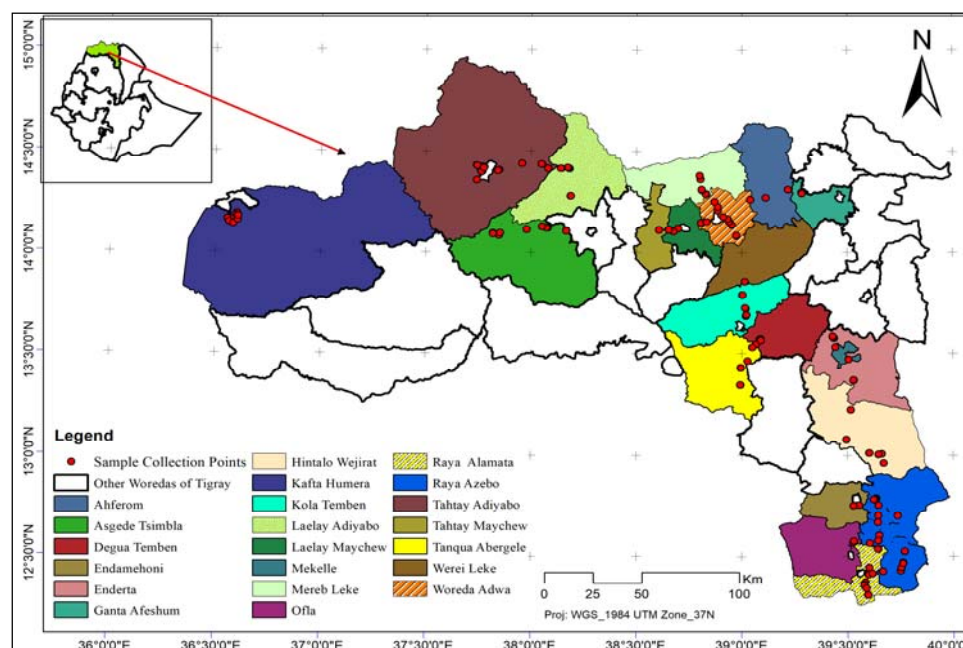 15°0'0"N
N
14°30'0"N
14°0'0"N
13°30'0"N
13°0'0"N
12°30'0"N
Legend
Sample Collection Points
Other Woredas of Tigray
Ahferom
Asgede Tsimbla
Degua Temben
Endamehoni
Enderta
Ganta Afeshum
Hintalo Wejirat
Kafta Humera
Kola Temben
Laelay Adiyabo
Laelay Maychew
Mekelle
Mereb Leke
Ofla
Raya Alamata
Raya Azebo
Tahtay Adiyabo
Tahtay Maychew
Tanqua Abergele
Werei Leke
Woreda Adwa
0 25 50 100
Km
Proj: WGS_1984 UTM Zone_37N
36°0'0"E 36°30'0"E 37°0'0"E 37°30'0"E 38°0'0"E 38°30'0"E 39°0'0"E 39°30'0"E